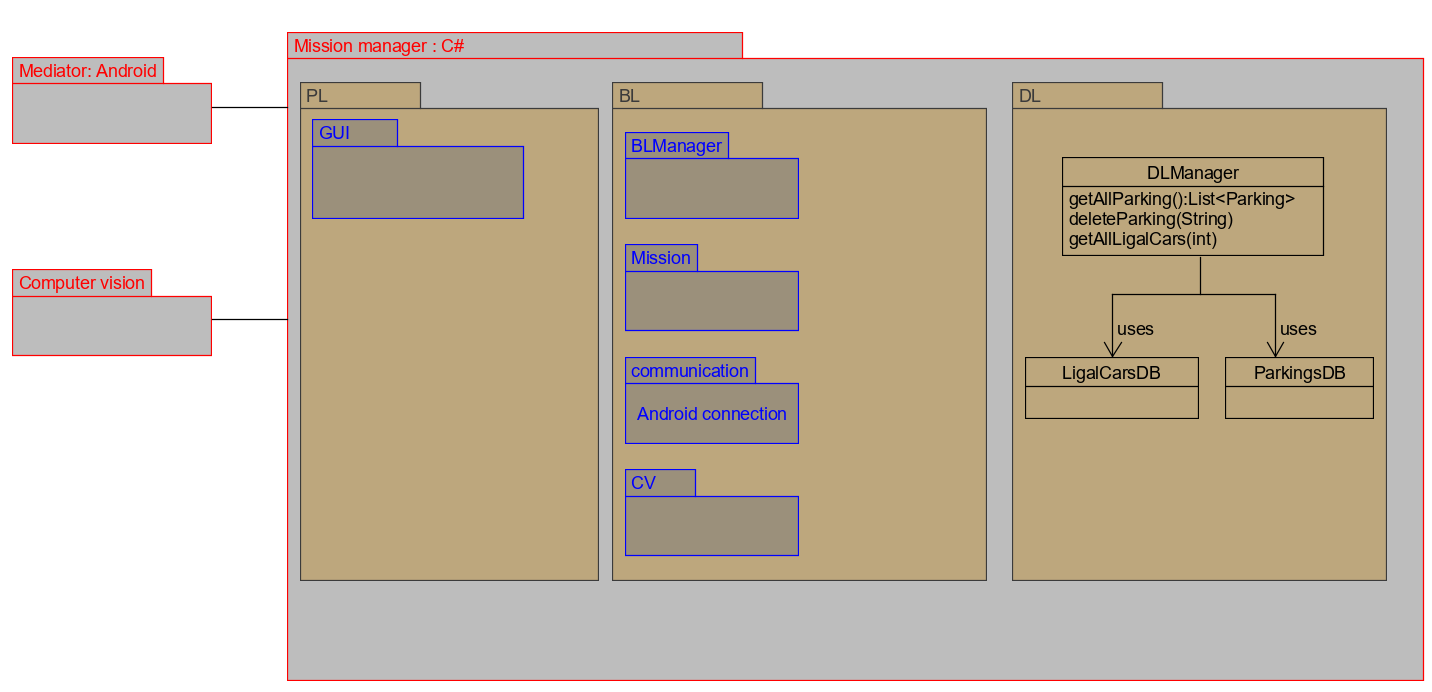 Mission manager : C#
Mediator: Android
PL
BL
DL
GUI
BLManager
DLManager
getAllParking():List<Parking>
deleteParking(String)
getAllLigalCars(int)
Mission
Computer vision
uses
uses
communication
Android connection
LigalCarsDB
ParkingsDB
CV